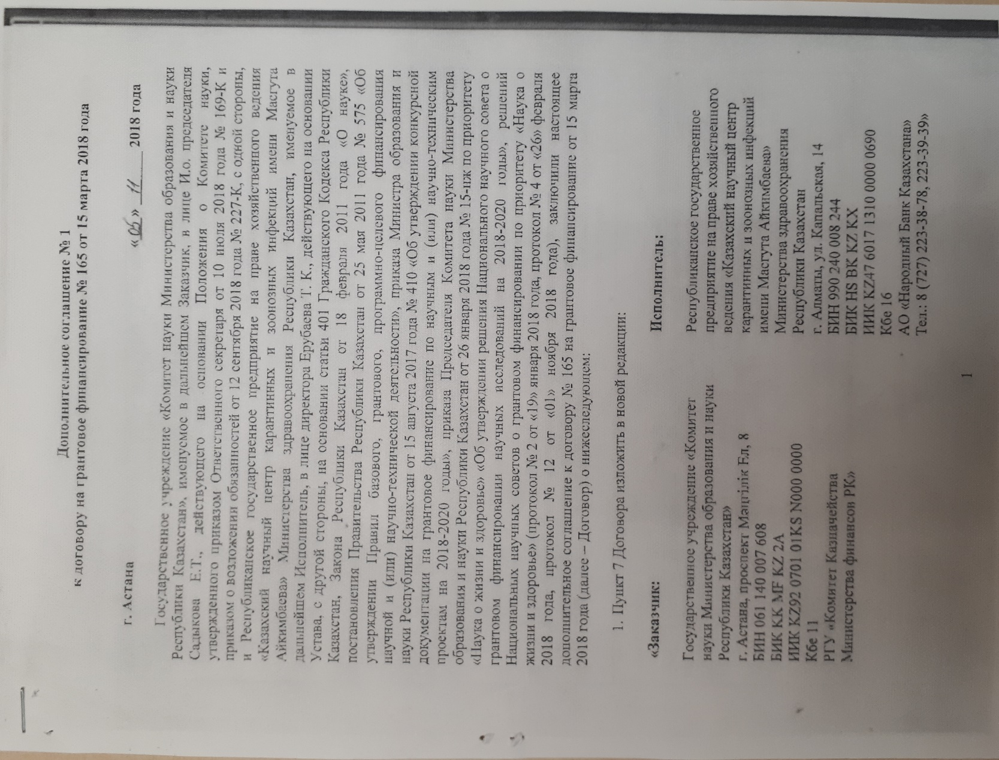 Дополнительное соглашение № 1
к договору на грантовое финансирование № 165 от 15 марта 2018 года
г. Астана «05» 11 2018 года
Государственное учреждение «Комитет науки Министерства образования и науки
Республики Казахстан», именуемое в дальнейшем Заказчик, в лице И.о. председателя
Садыкова Е.Т., действующего на основании Положения о Комитете науки,
утвержденного приказом Ответственного секретаря от 10 июля 2018 года № 169-К и
приказом о возложении обязанностей от 12 сентября 2018 года № 227-К, с одной стороны,
и Республиканское государственное предприятие на праве хозяйственного ведения
«Казахский научный центр карантинных и зоонозных инфекций имени Масгута
Айкимбаева» Министерства здравоохранения Республики Казахстан, именуемое в
дальнейшем Исполнитель, в лице директора Ерубаева Т. К., действующего на основании
Устава, с другой стороны, на основании статьи 401 Гражданского Кодекса Республики
Казахстан, Закона Республики Казахстан от 18 февраля 2011 года «О науке»,
постановления Правительства Республики Казахстан от 25 мая 2011 года № 575 «Об
утверждении Правил базового, грантового, программно-целевого финансирования
научной и (или) научно-технической деятельности», приказа Министра образования и
науки Республики Казахстан от 15 августа 2017 года № 410 «Об утверждении конкурсной
документации на грантовое финансирование по научным и (или) научно-техническим
проектам на 2018-2020 годы», приказа Председателя Комитета науки Министерства
образования и науки Республики Казахстан от 26 января 2018 года № 15-нж по приоритету
«Наука о жизни и здоровье» «Об утверждении решения Национального научного совета о
грантовом финансировании научных исследований на 2018-2020 годы», решений
Национальных научных советов о грантовом финансировании по приоритету «Наука о
жизни и здоровье» (протокол № 2 от «19» января 2018 года, протокол № 4 от «26» февраля
2018 года, протокол № 12 от «01» ноября 2018 года), заключили настоящее
дополнительное соглашение к договору № 165 на грантовое финансирование от 15 марта
2018 года (далее – Договор) о нижеследующем:
1. Пункт 7 Договора изложить в новой редакции:
«Заказчик:
Государственное учреждение «Комитет
науки Министерства образования и науки
Республики Казахстан»
г. Астана, проспект Мәңгілік Ел, 8
БИН 061 140 007 608
БИК KK MF KZ 2A
ИИК KZ92 0701 01KS N000 0000
Кбе 11
РГУ «Комитет Казначейства
Министерства финансов РК»
Исполнитель:
Республиканское государственное
предприятие на праве хозяйственного
ведения «Казахский научный центр
карантинных и зоонозных инфекций
имени Масгута Айкимбаева»
Министерства здравоохранения
Республики Казахстан
г. Алматы, ул. Капальская, 14
БИН 990 240 008 244
БИК HS BK KZ KX
ИИК KZ47 6017 1310 0000 0690
Кбе 16
АО «Народный Банк Казахстана»
Тел.: 8 (727) 223-38-78, 223-39-39»
1